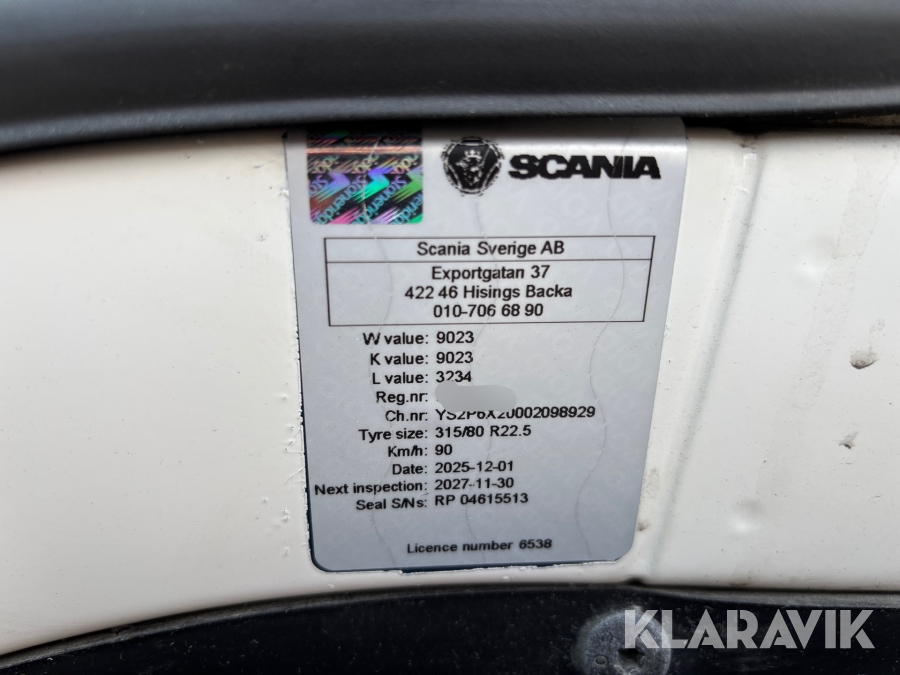 SCANIA
Scania Sverige AB
Exportgatan 37
422 46 Hisings Backa
010-706 68 90
W value: 9023
K value: 9023
L value: 3234
Reg.nr:
Ch.nr: YS2P6X20002098929
Tyre size: 315/80 R22.5
Km/h: 90
Date: 2025-12-01
Next inspection: 2027-11-30
Seal S/Ns: RP 04615513
Licence number 6538
KLARAVIK